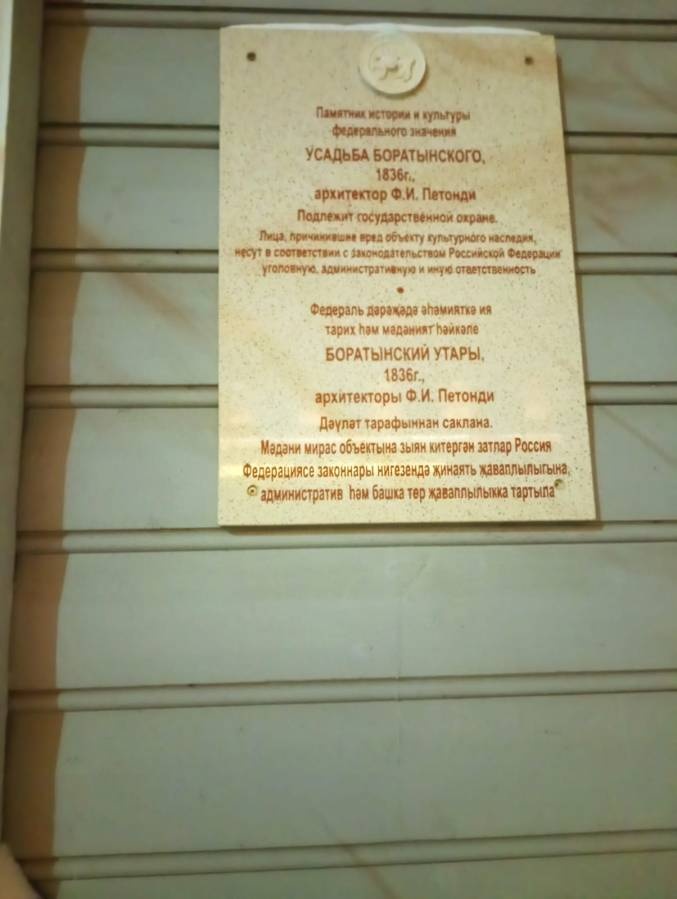 Памятник истории и культуры
федерального значения
УСАДЬБА БОРАТЫНСКОГО,
1836г.,
архитектор Ф.И. Петонди
Подлежит государственной охране.
Лица, причинившие вред объекту культурного наследия,
несут в соответствии с законодательством Российской Федерации
уголовную, административную и иную ответственность
Федераль дәрәҗәдә әһәмияткә ия
тарих һәм мәдәният һәйкәле
БОРАТЫНСКИЙ УТАРЫ,
1836г.,
архитекторы Ф.И. Петонди
Дәүләт тарафыннан саклана.
Мәдәни мирас объектына зыян китергән затлар Россия
Федерациясе законнары нигезендә җинаять җаваплылыгына,
административ һәм башка төр җаваплылыкка тартыла